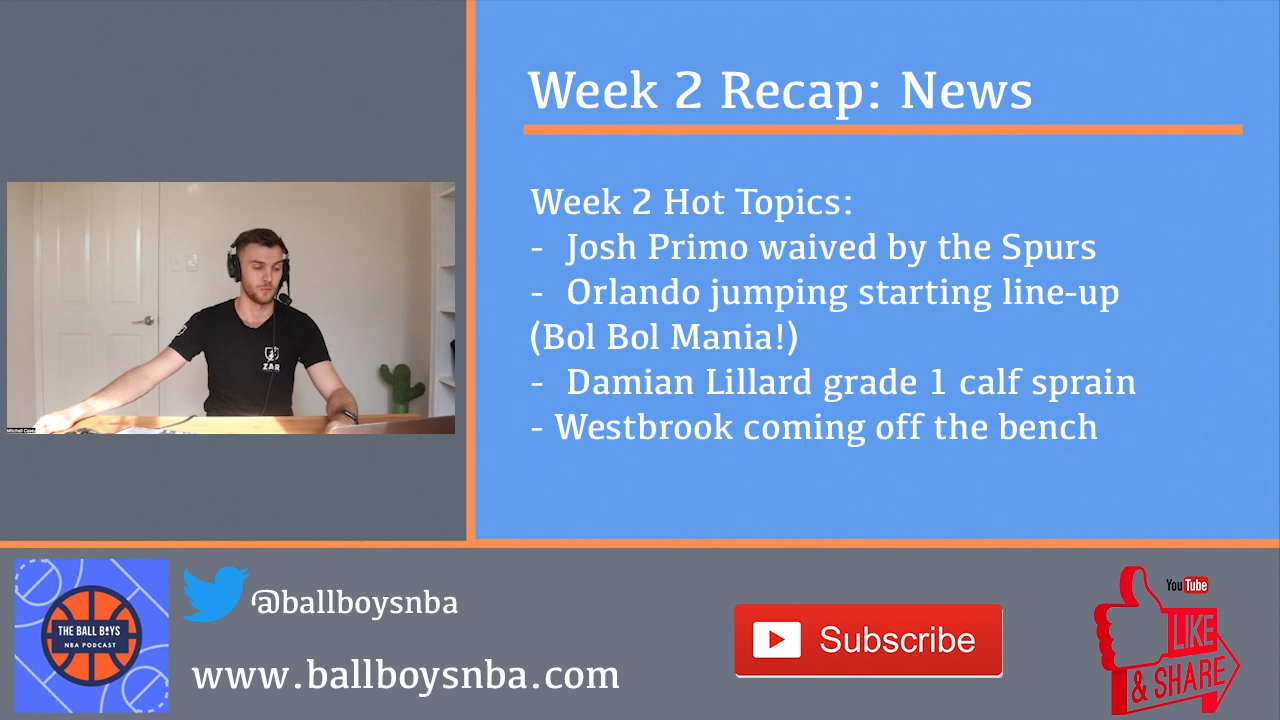 Week 2 Recap: News
Week 2 Hot Topics:
- Josh Primo waived by the Spurs
- Orlando jumping starting line-up
(Bol Bol Mania!)
- Damian Lillard grade 1 calf sprain
- Westbrook coming off the bench
ZAR
THE BALL BOYS
NBA PODCAST
@ballboysnba
www.ballboysnba.com
Subscribe
YouTube
LIKE
& SHARE